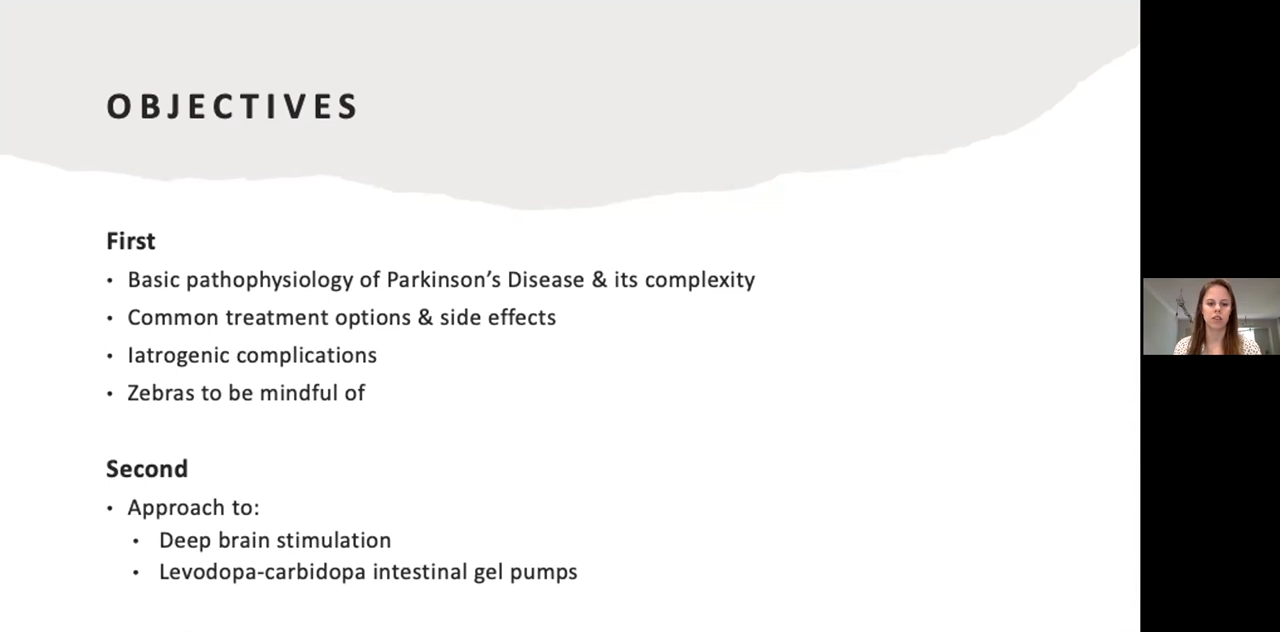 OBJECTIVES
First
• Basic pathophysiology of Parkinson’s Disease & its complexity
• Common treatment options & side effects
• Iatrogenic complications
• Zebras to be mindful of
Second
• Approach to:
• Deep brain stimulation
• Levodopa-carbidopa intestinal gel pumps